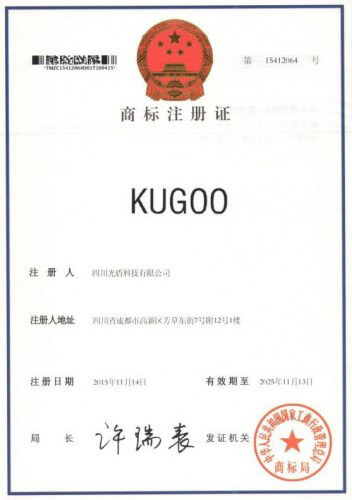 *TMZC15412064D01T160415*
第 15412064 号
商标注册证
KUGOO
注册人 四川光盾科技有限公司
注册人地址 四川省成都市高新区芳草东街7号附12号1楼
注册日期 2015年11月14日 有效期至 2025年11月13日
局长 许瑞表 发证机关
中华人民共和国国家工商行政管理总局
商标局